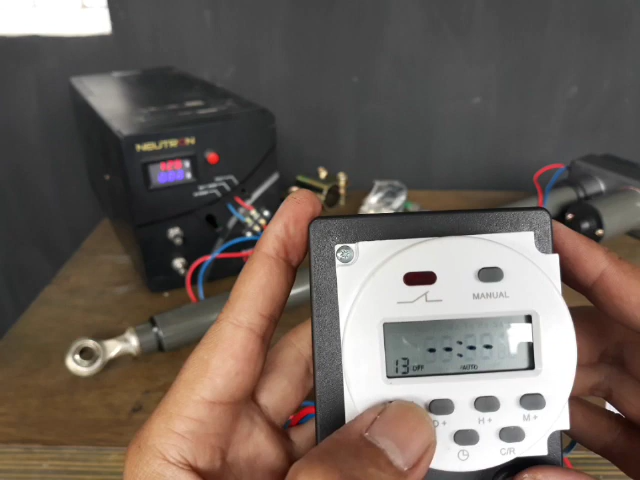 NEUTRON
MANUAL
--:--
13 OFF AUTO
D+ H+ M+
C/R